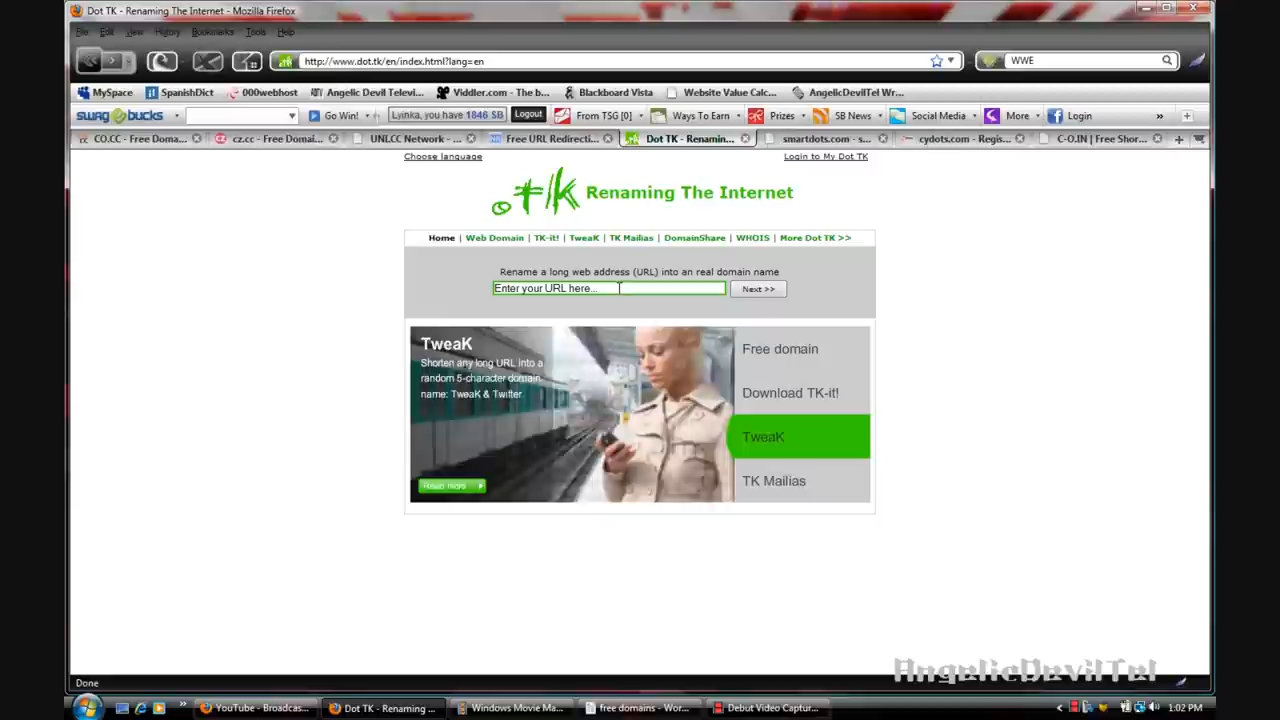 Dot TK - Renaming The Internet - Mozilla Firefox
File Edit View History Bookmarks Tools Help
http://www.dot.tk/en/index.html?lang=en
WWE
MySpace SpanishDict 000webhost Angelic Devil Televi... Viddler.com - The b... Blackboard Vista Website Value Calc... AngelicDevilTel Wr...
swagbucks Go Win! Lyinka, you have 1846 SB Logout From TSG [0] Ways To Earn Prizes SB News Social Media More Login »
CO.CC - Free Doma... cz.cc - Free Domai... UNI.CC Network - ... Free URL Redirecti... Dot TK - Renamin... smartdots.com - s... cydots.com - Regis... C-O.IN | Free Shor...
Choose language Login to My Dot TK
.TK Renaming The Internet
Home | Web Domain | TK-it! | TweaK | TK Mailias | DomainShare | WHOIS | More Dot TK >>
Rename a long web address (URL) into an real domain name
Enter your URL here... Next >>
TweaK
Shorten any long URL into a
random 5-character domain
name: TweaK & Twitter
Read more
Free domain
Download TK-it!
TweaK
TK Mailias
AngelicDevilTel
Done
YouTube - Broadcas... Dot TK - Renaming ... Windows Movie Ma... free domains - Wor... Debut Video Captur... 1:02 PM